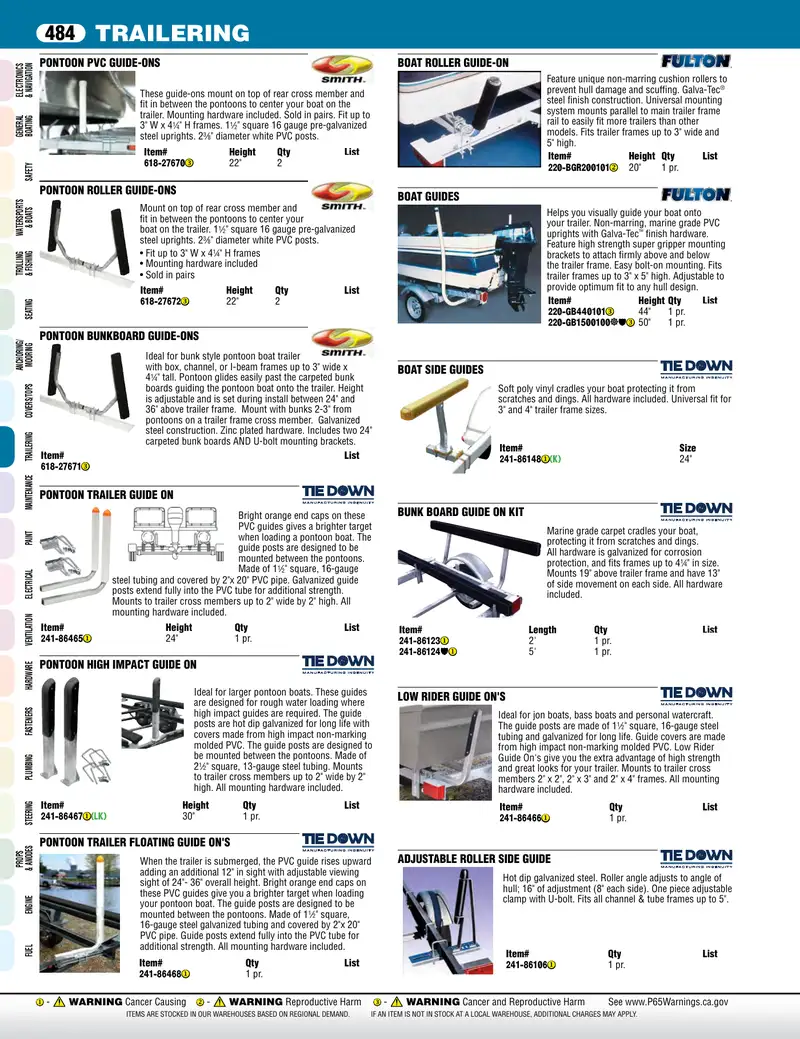 484 TRAILERING
ELECTRONICS
& NAVIGATION
GENERAL
BOATING
SAFETY
WATERSPORTS
& BOATS
TROLLING
& FISHING
SEATING
ANCHORING/
MOORING
COVERS/TOPS
TRAILERING
MAINTENANCE
PAINT
ELECTRICAL
VENTILATION
HARDWARE
FASTENERS
PLUMBING
STEERING
PROPS
& ANODES
ENGINE
FUEL
PONTOON PVC GUIDE-ONS
SMITH
These guide-ons mount on top of rear cross member and
fit in between the pontoons to center your boat on the
trailer. Mounting hardware included. Sold in pairs. Fit up to
3" W x 4¼" H frames. 1½" square 16 gauge pre-galvanized
steel uprights. 2⅜" diameter white PVC posts.
Item# Height Qty List
618-27670 3 22" 2
PONTOON ROLLER GUIDE-ONS
SMITH
Mount on top of rear cross member and
fit in between the pontoons to center your
boat on the trailer. 1½" square 16 gauge pre-galvanized
steel uprights. 2⅜" diameter white PVC posts.
• Fit up to 3" W x 4¼" H frames
• Mounting hardware included
• Sold in pairs
Item# Height Qty List
618-27672 3 22" 2
PONTOON BUNKBOARD GUIDE-ONS
SMITH
Ideal for bunk style pontoon boat trailer
with box, channel, or I-beam frames up to 3" wide x
4¼" tall. Pontoon glides easily past the carpeted bunk
boards guiding the pontoon boat onto the trailer. Height
is adjustable and is set during install between 24" and
36" above trailer frame. Mount with bunks 2-3" from
pontoons on a trailer frame cross member. Galvanized
steel construction. Zinc plated hardware. Includes two 24"
carpeted bunk boards AND U-bolt mounting brackets.
Item# List
618-27671 3
PONTOON TRAILER GUIDE ON
TIE DOWN
MANUFACTURING INGENUITY
Bright orange end caps on these
PVC guides gives a brighter target
when loading a pontoon boat. The
guide posts are designed to be
mounted between the pontoons.
Made of 1½" square, 16-gauge
steel tubing and covered by 2"x 20" PVC pipe. Galvanized guide
posts extend fully into the PVC tube for additional strength.
Mounts to trailer cross members up to 2" wide by 2" high. All
mounting hardware included.
Item# Height Qty List
241-86465 1 24" 1 pr.
PONTOON HIGH IMPACT GUIDE ON
TIE DOWN
MANUFACTURING INGENUITY
Ideal for larger pontoon boats. These guides
are designed for rough water loading where
high impact guides are required. The guide
posts are hot dip galvanized for long life with
covers made from high impact non-marking
molded PVC. The guide posts are designed to
be mounted between the pontoons. Made of
2½" square, 13-gauge steel tubing. Mounts
to trailer cross members up to 2" wide by 2"
high. All mounting hardware included.
Item# Height Qty List
241-86467 1 (LK) 30" 1 pr.
PONTOON TRAILER FLOATING GUIDE ON'S
TIE DOWN
MANUFACTURING INGENUITY
When the trailer is submerged, the PVC guide rises upward
adding an additional 12" in sight with adjustable viewing
sight of 24"- 36" overall height. Bright orange end caps on
these PVC guides give you a brighter target when loading
your pontoon boat. The guide posts are designed to be
mounted between the pontoons. Made of 1½" square,
16-gauge steel galvanized tubing and covered by 2"x 20"
PVC pipe. Guide posts extend fully into the PVC tube for
additional strength. All mounting hardware included.
Item# Qty List
241-86468 1 1 pr.
BOAT ROLLER GUIDE-ON
FULTON
Feature unique non-marring cushion rollers to
prevent hull damage and scuffing. Galva-Tec®
steel finish construction. Universal mounting
system mounts parallel to main trailer frame
rail to easily fit more trailers than other
models. Fits trailer frames up to 3" wide and
5" high.
Item# Height Qty List
220-BGR200101 2 20" 1 pr.
BOAT GUIDES
FULTON
Helps you visually guide your boat onto
your trailer. Non-marring, marine grade PVC
uprights with Galva-Tec™ finish hardware.
Feature high strength super gripper mounting
brackets to attach firmly above and below
the trailer frame. Easy bolt-on mounting. Fits
trailer frames up to 3" x 5" high. Adjustable to
provide optimum fit to any hull design.
Item# Height Qty List
220-GB440101 3 44" 1 pr.
220-GB1500100 3 50" 1 pr.
BOAT SIDE GUIDES
TIE DOWN
MANUFACTURING INGENUITY
Soft poly vinyl cradles your boat protecting it from
scratches and dings. All hardware included. Universal fit for
3" and 4" trailer frame sizes.
Item# Size
241-86148 1 (K) 24"
BUNK BOARD GUIDE ON KIT
TIE DOWN
MANUFACTURING INGENUITY
Marine grade carpet cradles your boat,
protecting it from scratches and dings.
All hardware is galvanized for corrosion
protection, and fits frames up to 4¼" in size.
Mounts 19" above trailer frame and have 13"
of side movement on each side. All hardware
included.
Item# Length Qty List
241-86123 1 2' 1 pr.
241-86124 1 5' 1 pr.
LOW RIDER GUIDE ON'S
TIE DOWN
MANUFACTURING INGENUITY
Ideal for jon boats, bass boats and personal watercraft.
The guide posts are made of 1½" square, 16-gauge steel
tubing and galvanized for long life. Guide covers are made
from high impact non-marking molded PVC. Low Rider
Guide On's give you the extra advantage of high strength
and great looks for your trailer. Mounts to trailer cross
members 2" x 2", 2" x 3" and 2" x 4" frames. All mounting
hardware included.
Item# Qty List
241-86466 1 1 pr.
ADJUSTABLE ROLLER SIDE GUIDE
TIE DOWN
MANUFACTURING INGENUITY
Hot dip galvanized steel. Roller angle adjusts to angle of
hull; 16" of adjustment (8" each side). One piece adjustable
clamp with U-bolt. Fits all channel & tube frames up to 5".
Item# Qty List
241-86106 1 1 pr.
1 - WARNING Cancer Causing 2 - WARNING Reproductive Harm 3 - WARNING Cancer and Reproductive Harm See www.P65Warnings.ca.gov
ITEMS ARE STOCKED IN OUR WAREHOUSES BASED ON REGIONAL DEMAND. IF AN ITEM IS NOT IN STOCK AT A LOCAL WAREHOUSE, ADDITIONAL CHARGES MAY APPLY.